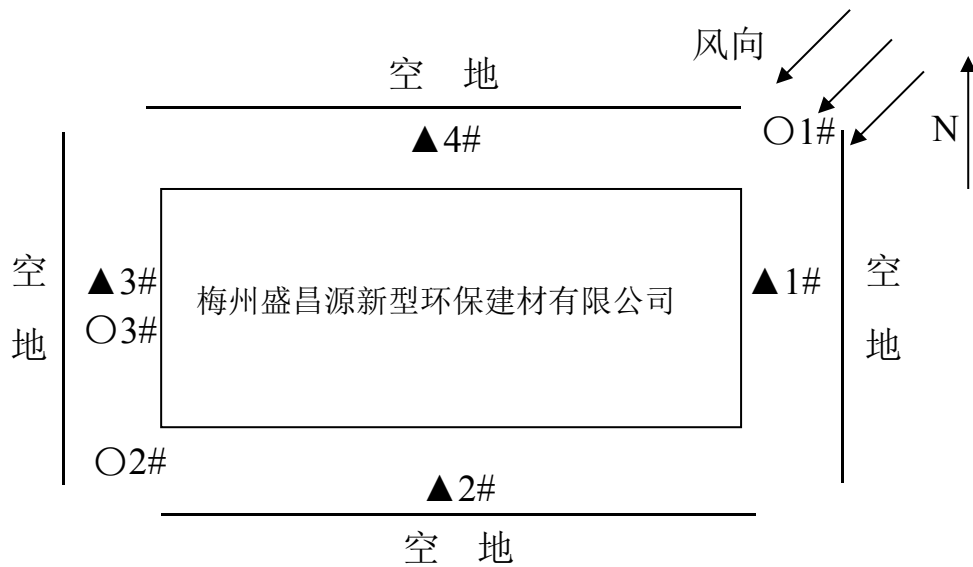 风向
空 地
○1#
N
▲4#
空地
▲3#
○3#
梅州盛昌源新型环保建材有限公司
▲1#
空地
○2#
▲2#
空 地